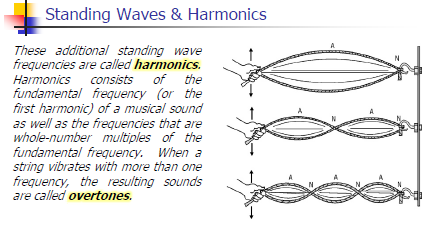 Standing Waves & Harmonics
These additional standing wave
frequencies are called harmonics.
Harmonics consists of the
fundamental frequency (or the
first harmonic) of a musical sound
as well as the frequencies that are
whole-number multiples of the
fundamental frequency. When a
string vibrates with more than one
frequency, the resulting sounds
are called overtones.
A
N
A
N
A
N
A
N
A
N
A
N